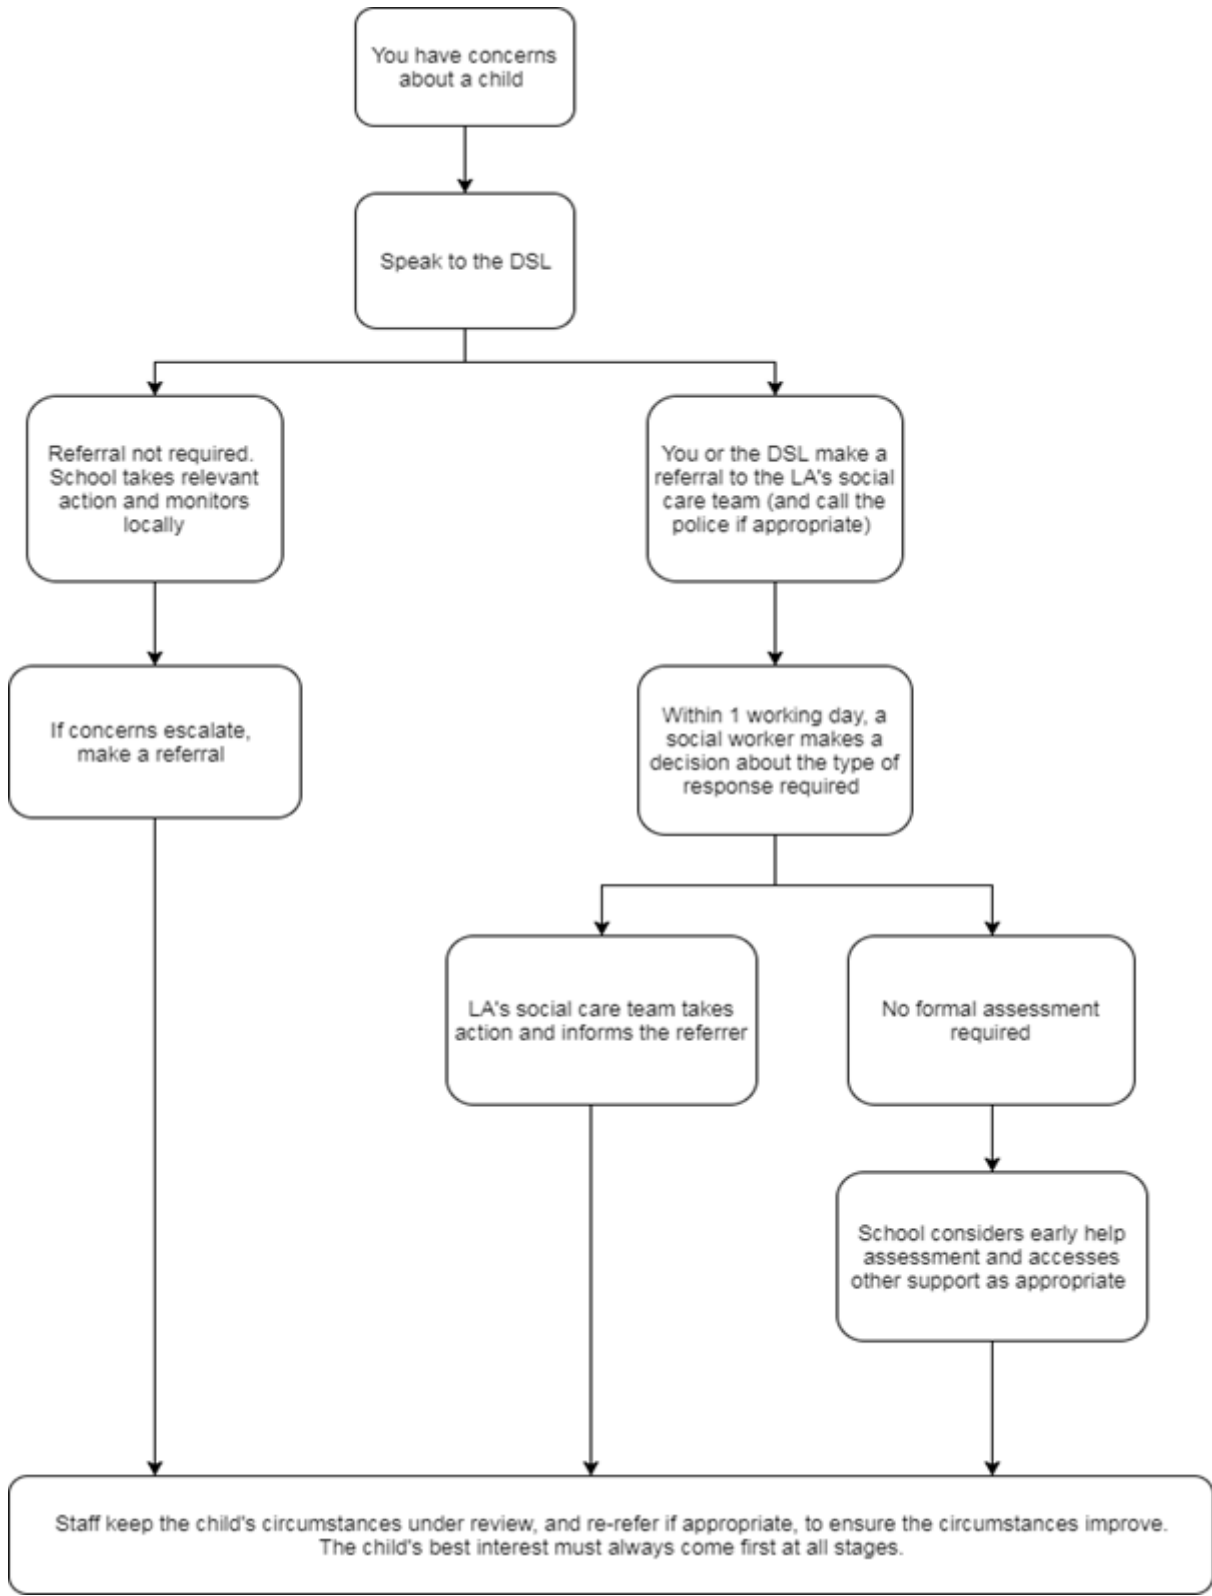 You have concerns
about a child
Speak to the DSL
Referral not required.
School takes relevant
action and monitors
locally
You or the DSL make a
referral to the LA's social
care team (and call the
police if appropriate)
If concerns escalate,
make a referral
Within 1 working day, a
social worker makes a
decision about the type of
response required
LA's social care team takes
action and informs the referrer
No formal assessment
required
School considers early help
assessment and accesses
other support as appropriate
Staff keep the child's circumstances under review, and re-refer if appropriate, to ensure the circumstances improve.
The child's best interest must always come first at all stages.